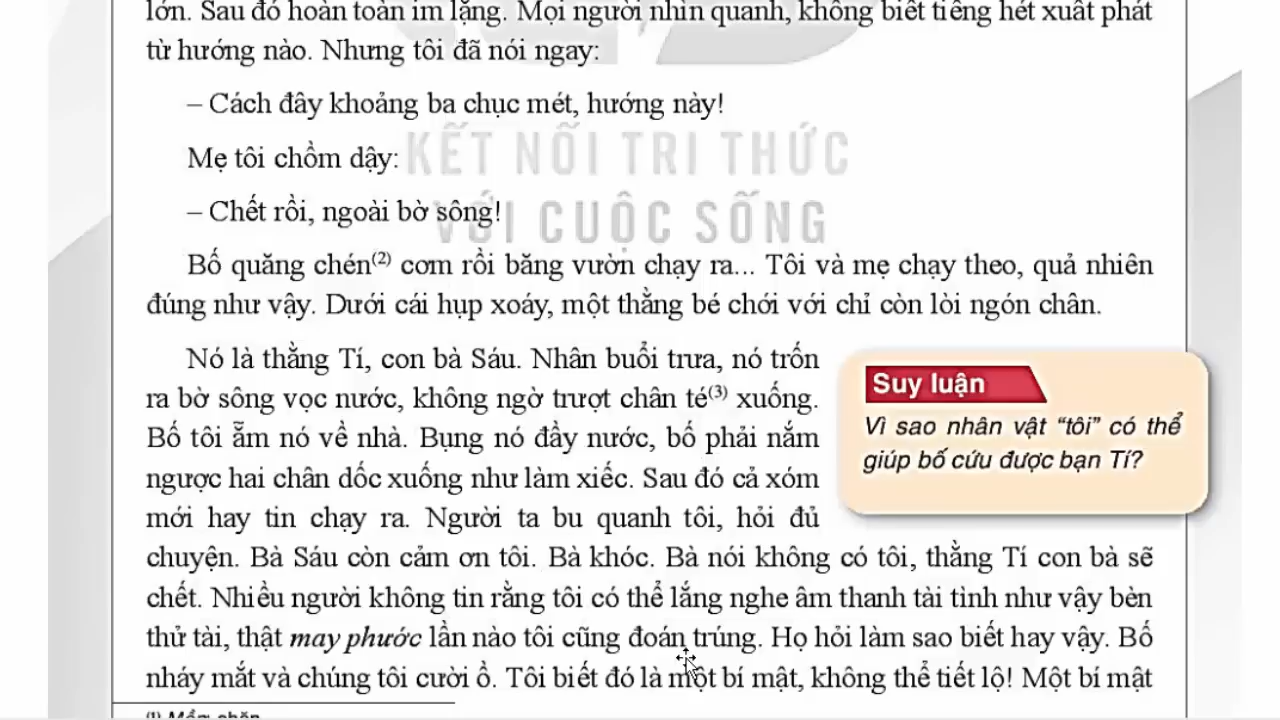 lớn. Sau đó hoàn toàn im lặng. Mọi người nhìn quanh, không biết tiếng hét xuất phát
từ hướng nào. Nhưng tôi đã nói ngay:
– Cách đây khoảng ba chục mét, hướng này!
KẾT NỐI TRI THỨC
Mẹ tôi chồm dậy:
– Chết rồi, ngoài bờ sông!
VỚI CUỘC SỐNG
Bố quăng chén(2) cơm rồi băng vườn chạy ra... Tôi và mẹ chạy theo, quả nhiên
đúng như vậy. Dưới cái hụp xoáy, một thằng bé chới với chỉ còn lòi ngón chân.
Nó là thằng Tí, con bà Sáu. Nhân buổi trưa, nó trốn
ra bờ sông vọc nước, không ngờ trượt chân té(3) xuống.
Bố tôi ẵm nó về nhà. Bụng nó đầy nước, bố phải nắm
ngược hai chân dốc xuống như làm xiếc. Sau đó cả xóm
mới hay tin chạy ra. Người ta bu quanh tôi, hỏi đủ
chuyện. Bà Sáu còn cảm ơn tôi. Bà khóc. Bà nói không có tôi, thằng Tí con bà sẽ
chết. Nhiều người không tin rằng tôi có thể lắng nghe âm thanh tài tình như vậy bèn
thử tài, thật may phước lần nào tôi cũng đoán trúng. Họ hỏi làm sao biết hay vậy. Bố
nháy mắt và chúng tôi cười ồ. Tôi biết đó là một bí mật, không thể tiết lộ! Một bí mật
Suy luận
Vì sao nhân vật “tôi” có thể
giúp bố cứu được bạn Tí?